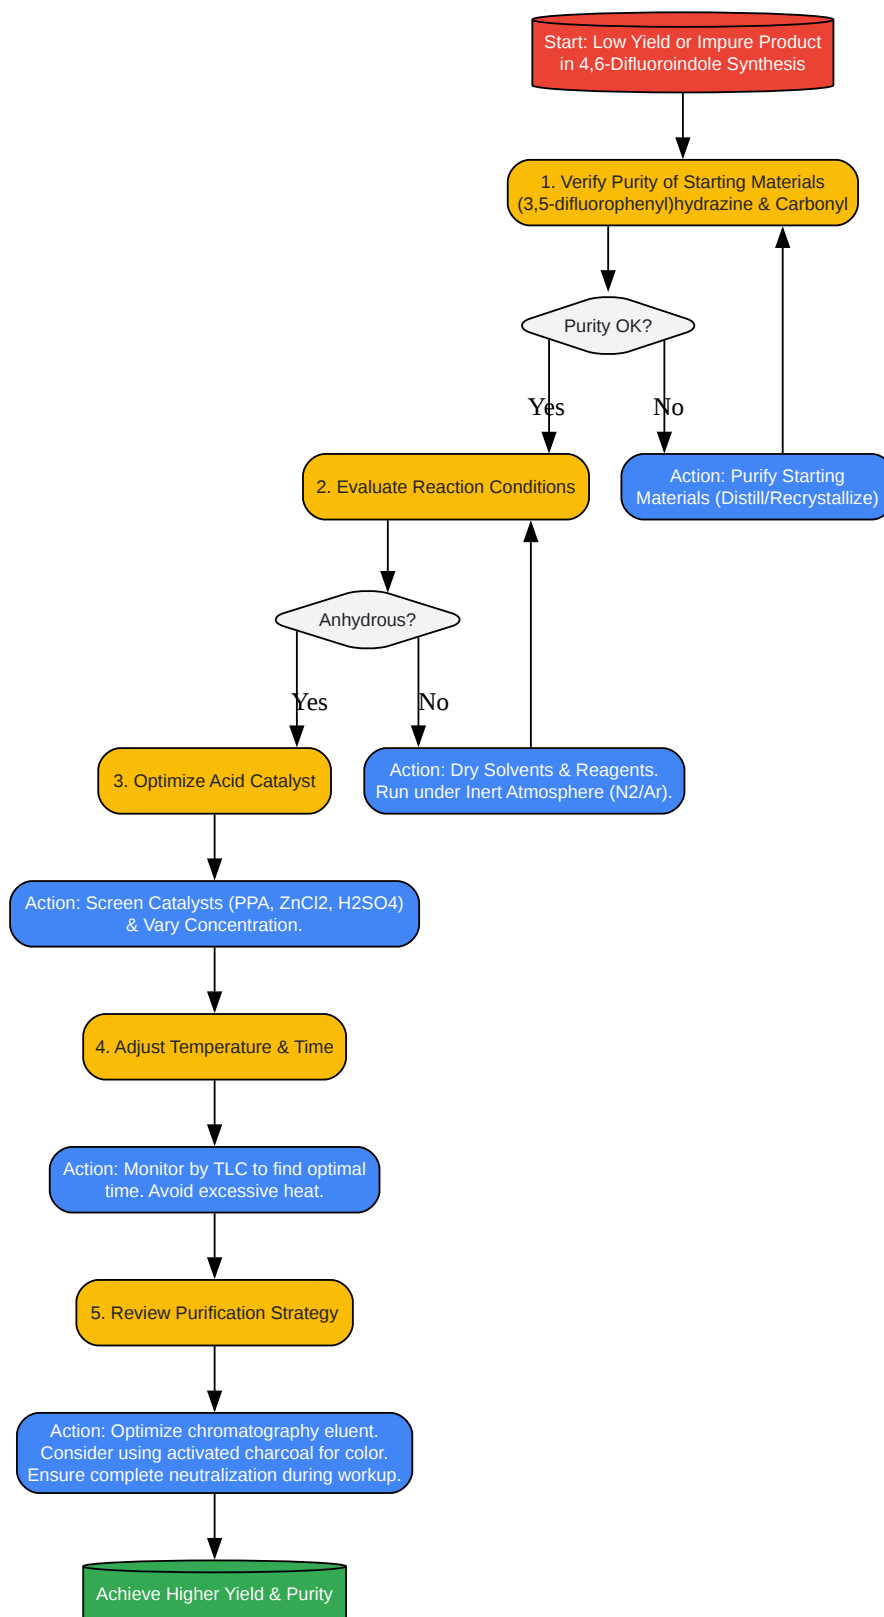 Start: Low Yield or Impure Product
in 4,6-Difluoroindole Synthesis
1. Verify Purity of Starting Materials
(3,5-difluorophenyl)hydrazine & Carbonyl
Purity OK?
Yes
No
2. Evaluate Reaction Conditions
Action: Purify Starting
Materials (Distill/Recrystallize)
Anhydrous?
Yes
No
3. Optimize Acid Catalyst
Action: Dry Solvents & Reagents.
Run under Inert Atmosphere (N2/Ar).
Action: Screen Catalysts (PPA, ZnCl2, H2SO4)
& Vary Concentration.
4. Adjust Temperature & Time
Action: Monitor by TLC to find optimal
time. Avoid excessive heat.
5. Review Purification Strategy
Action: Optimize chromatography eluent.
Consider using activated charcoal for color.
Ensure complete neutralization during workup.
Achieve Higher Yield & Purity